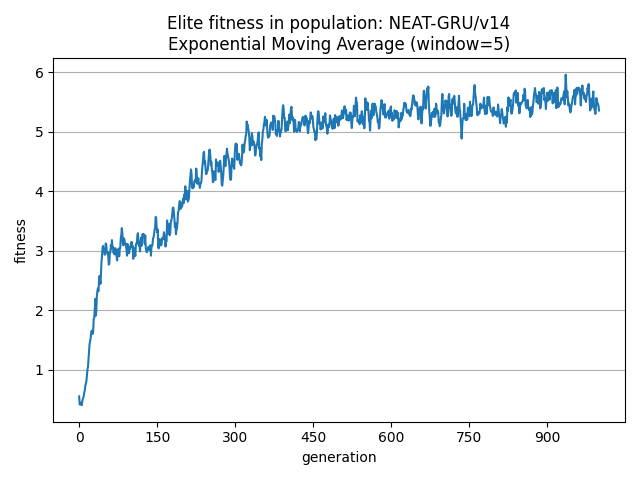 Elite fitness in population: NEAT-GRU/v14
Exponential Moving Average (window=5)
6
5
4
3
2
1
fitness
0 150 300 450 600 750 900
generation